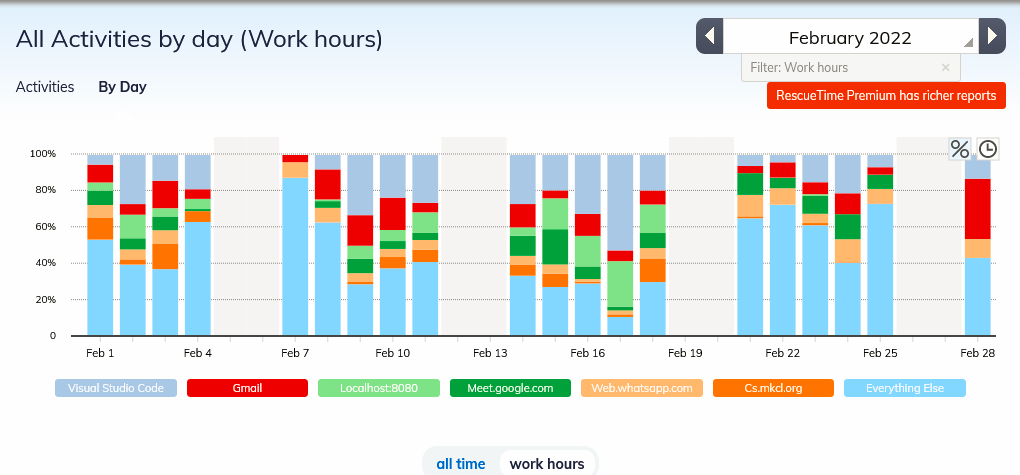 All Activities by day (Work hours)
February 2022
Filter: Work hours ×
Activities By Day
RescueTime Premium has richer reports
%
100%
80%
60%
40%
20%
0
Feb 1 Feb 4 Feb 7 Feb 10 Feb 13 Feb 16 Feb 19 Feb 22 Feb 25 Feb 28
Visual Studio Code Gmail Localhost:8080 Meet.google.com Web.whatsapp.com Cs.mkcl.org Everything Else
all time work hours